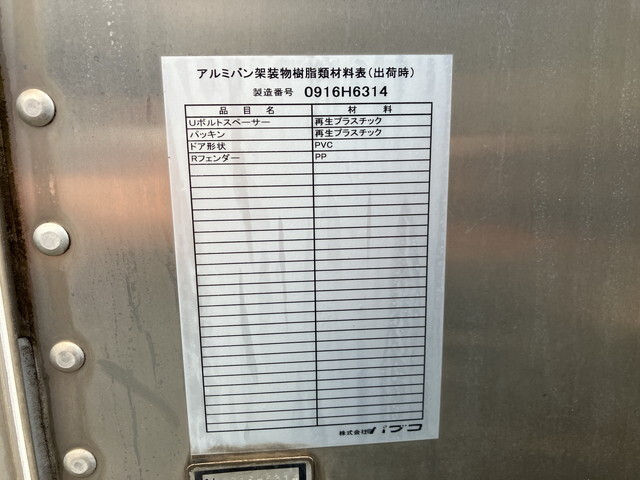 アルミバン架装物樹脂類材料表(出荷時)
製造番号 0916H6314
品目名 材料
Uボルトスペーサー 再生プラスチック
パッキン 再生プラスチック
ドア形状 PVC
Rフェンダー PP
株式会社パブコ